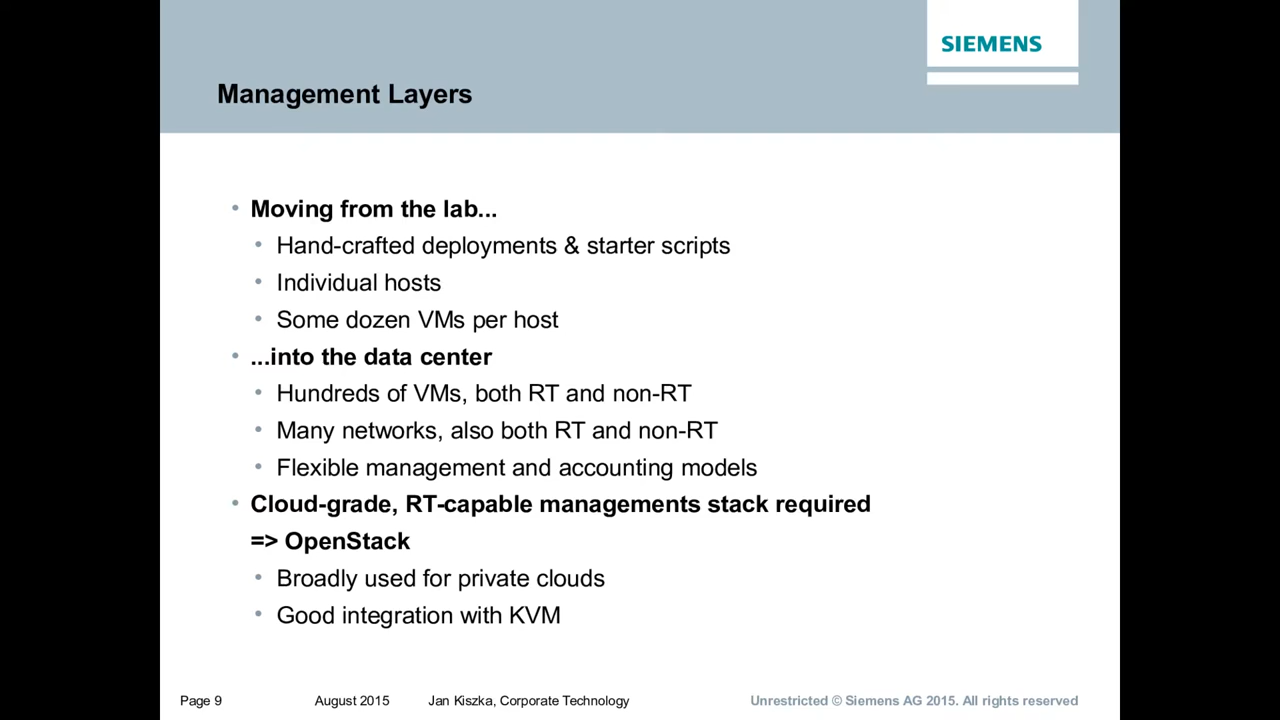 SIEMENS
Management Layers
• Moving from the lab...
• Hand-crafted deployments & starter scripts
• Individual hosts
• Some dozen VMs per host
• ...into the data center
• Hundreds of VMs, both RT and non-RT
• Many networks, also both RT and non-RT
• Flexible management and accounting models
• Cloud-grade, RT-capable managements stack required
=> OpenStack
• Broadly used for private clouds
• Good integration with KVM
Page 9 August 2015 Jan Kiszka, Corporate Technology Unrestricted © Siemens AG 2015. All rights reserved